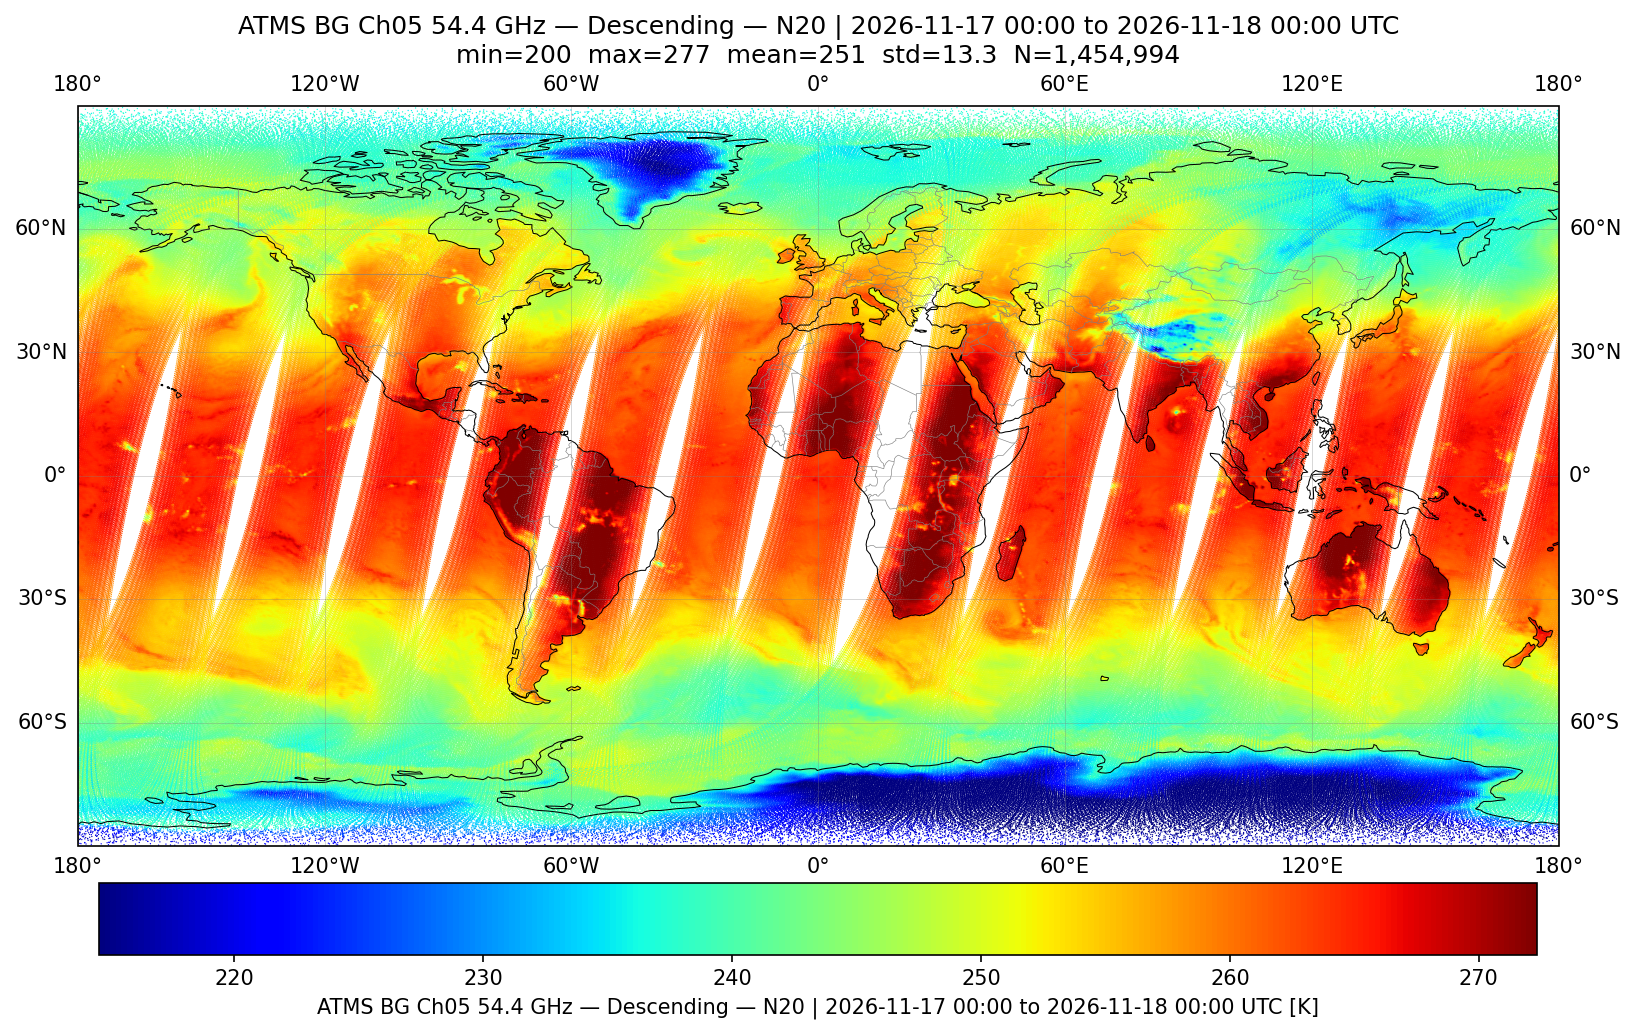 ATMS BG Ch05 54.4 GHz — Descending — N20 | 2026-11-17 00:00 to 2026-11-18 00:00 UTC
min=200 max=277 mean=251 std=13.3 N=1,454,994
180° 120°W 60°W 0° 60°E 120°E 180°
60°N 60°N
30°N 30°N
0° 0°
30°S 30°S
60°S 60°S
180° 120°W 60°W 0° 60°E 120°E 180°
220 230 240 250 260 270
ATMS BG Ch05 54.4 GHz — Descending — N20 | 2026-11-17 00:00 to 2026-11-18 00:00 UTC [K]